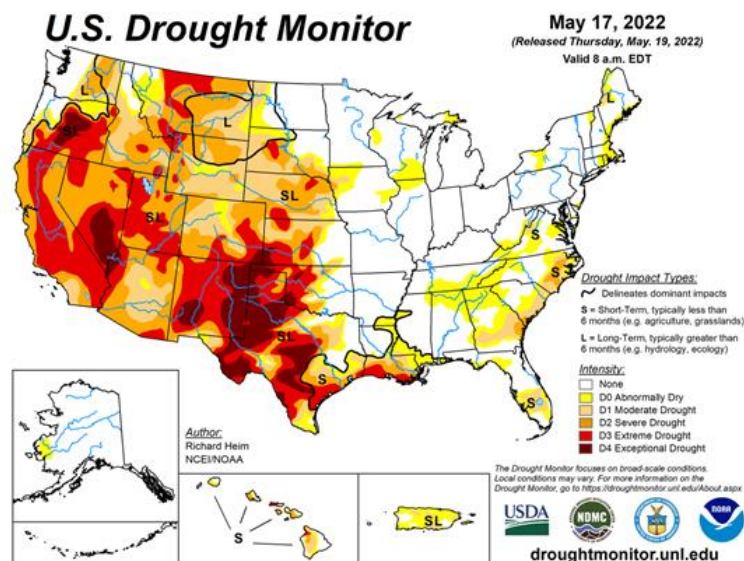 U.S. Drought Monitor
May 17, 2022
(Released Thursday, May. 19, 2022)
Valid 8 a.m. EDT
L
L
SL
L
SL
SL
S
S
SL
S
S
Drought Impact Types:
Delineates dominant impacts
S = Short-Term, typically less than
6 months (e.g. agriculture, grasslands)
L = Long-Term, typically greater than
6 months (e.g. hydrology, ecology)
Intensity:
None
D0 Abnormally Dry
D1 Moderate Drought
D2 Severe Drought
D3 Extreme Drought
D4 Exceptional Drought
Author:
Richard Heim
NCEI/NOAA
S
SL
The Drought Monitor focuses on broad-scale conditions.
Local conditions may vary. For more information on the
Drought Monitor, go to https://droughtmonitor.unl.edu/About.aspx
USDA
NDMC
NOAA
droughtmonitor.unl.edu